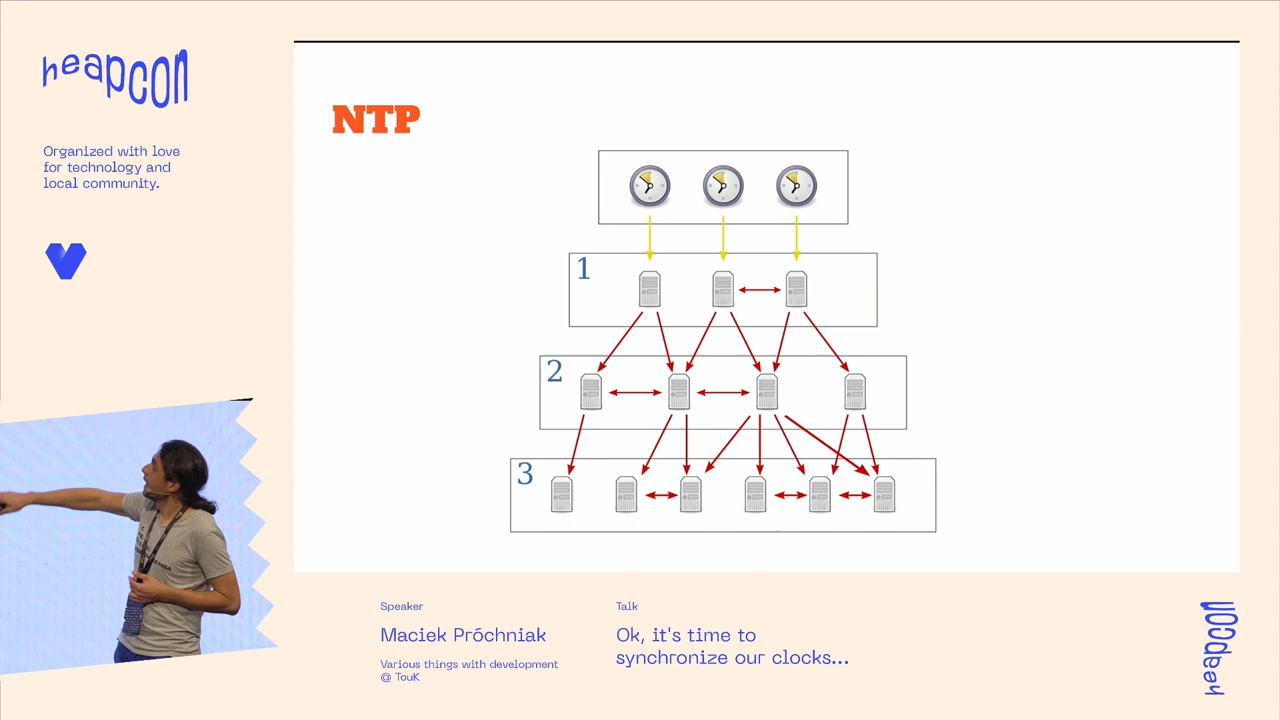 heapcon
Organized with love
for technology and
local community.
NTP
1
2
3
Speaker
Maciek Próchniak
Various things with development
@ TouK
Talk
Ok, it's time to
synchronize our clocks...
heapcon